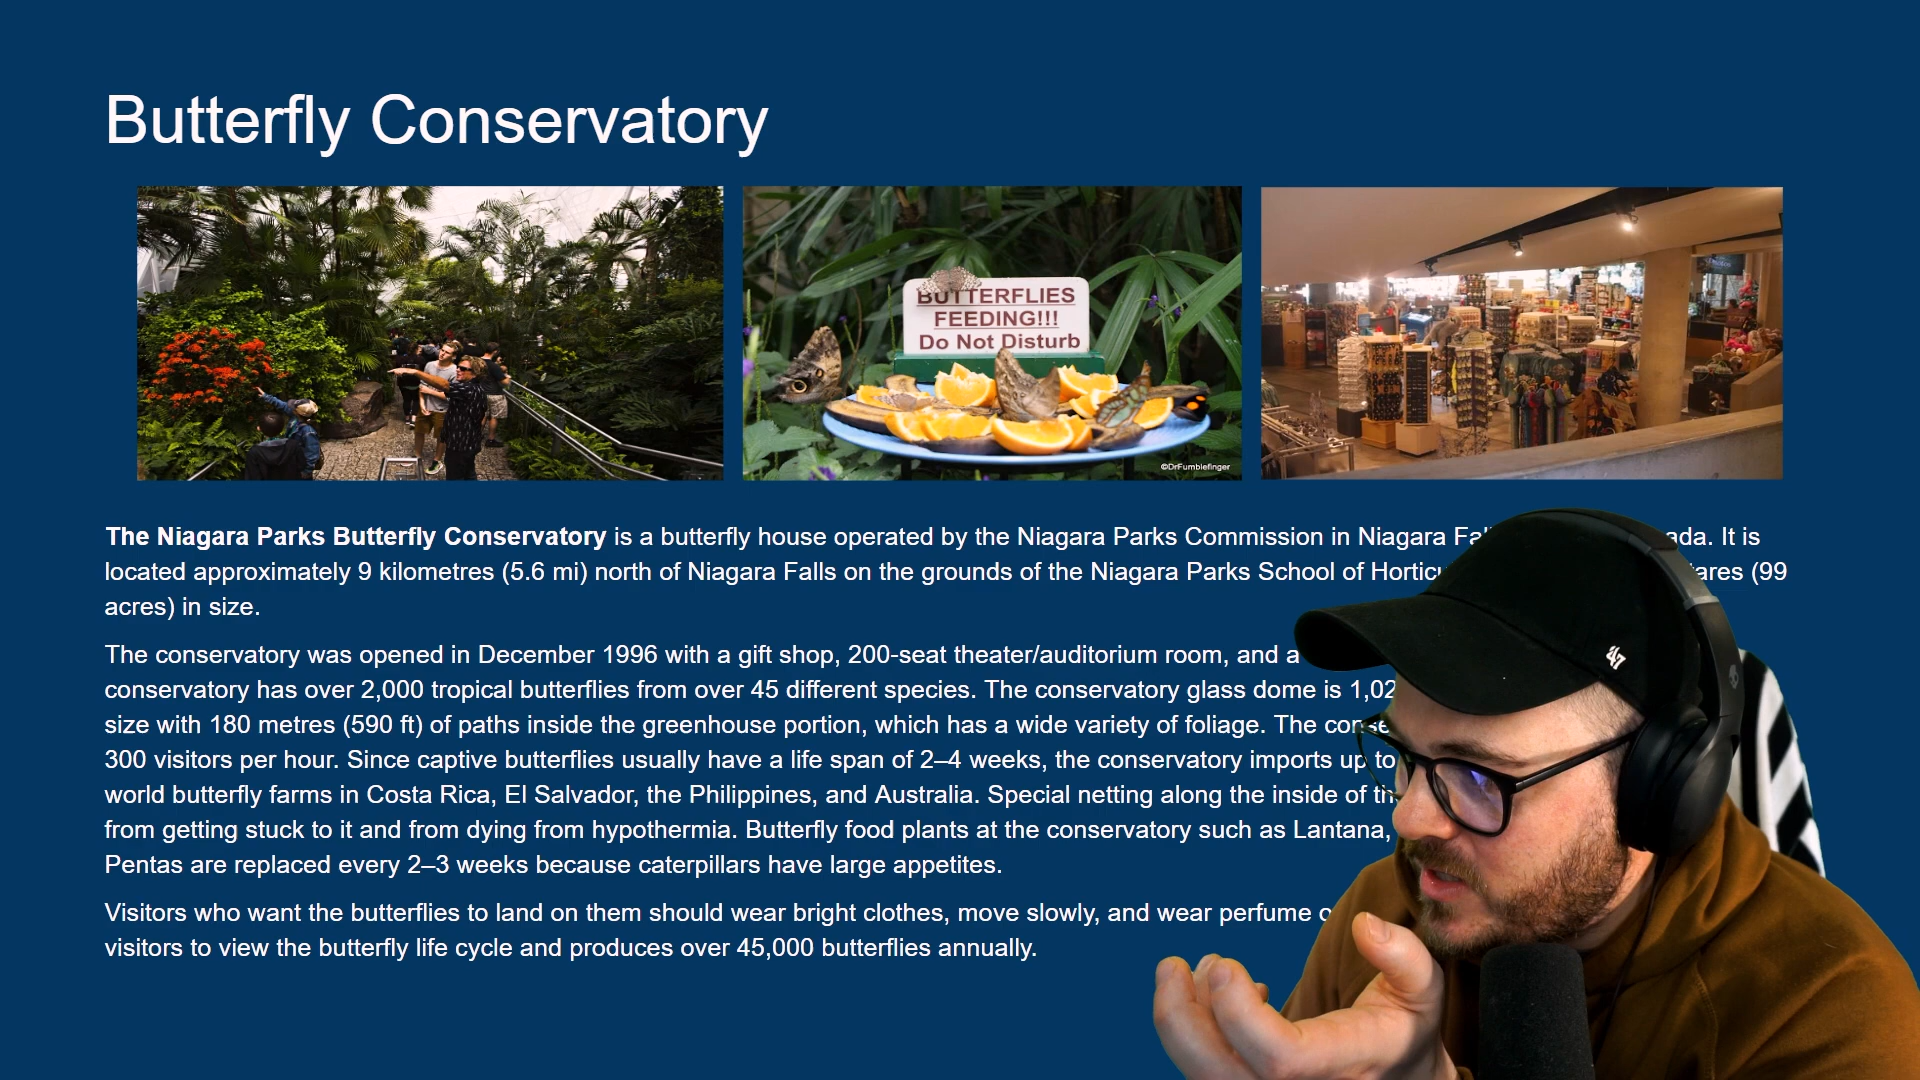 Butterfly Conservatory
BUTTERFLIES
FEEDING!!!
Do Not Disturb
©DrFumblefinger
The Niagara Parks Butterfly Conservatory is a butterfly house operated by the Niagara Parks Commission in Niagara It is
located approximately 9 kilometres (5.6 mi) north of Niagara Falls on the grounds of the Niagara Parks School of (99
acres) in size.
The conservatory was opened in December 1996 with a gift shop, 200-seat theater/auditorium room, and a
conservatory has over 2,000 tropical butterflies from over 45 different species. The conservatory glass dome is
size with 180 metres (590 ft) of paths inside the greenhouse portion, which has a wide variety of foliage. The
300 visitors per hour. Since captive butterflies usually have a life span of 2–4 weeks, the conservatory imports up to
world butterfly farms in Costa Rica, El Salvador, the Philippines, and Australia. Special netting along the inside of
from getting stuck to it and from dying from hypothermia. Butterfly food plants at the conservatory such as Lantana,
Pentas are replaced every 2–3 weeks because caterpillars have large appetites.
Visitors who want the butterflies to land on them should wear bright clothes, move slowly, and wear perfume
visitors to view the butterfly life cycle and produces over 45,000 butterflies annually.
47